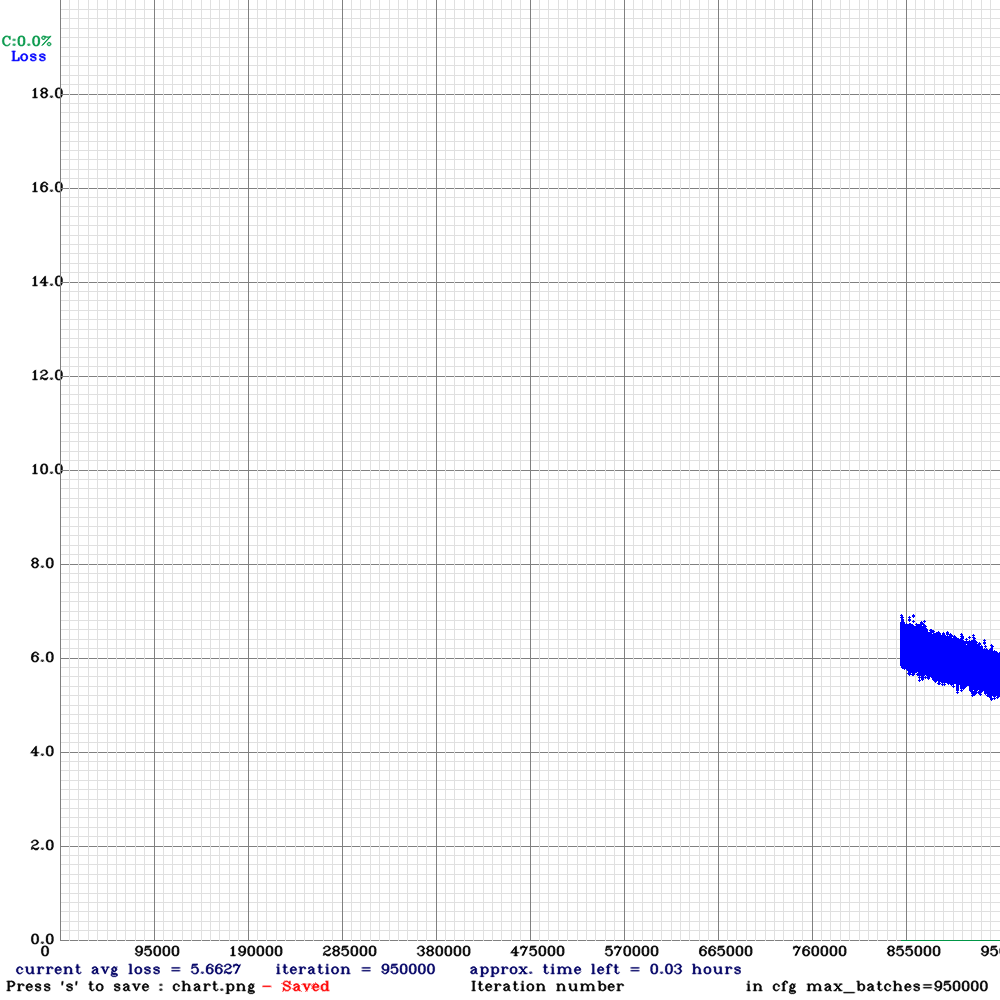 C:0.0%
Loss
18.0
16.0
14.0
12.0
10.0
8.0
6.0
4.0
2.0
0.0
0 95000 190000 285000 380000 475000 570000 665000 760000 855000 950
current avg loss = 5.6627 iteration = 950000 approx. time left = 0.03 hours
Press 's' to save : chart.png - Saved Iteration number in cfg max_batches=950000